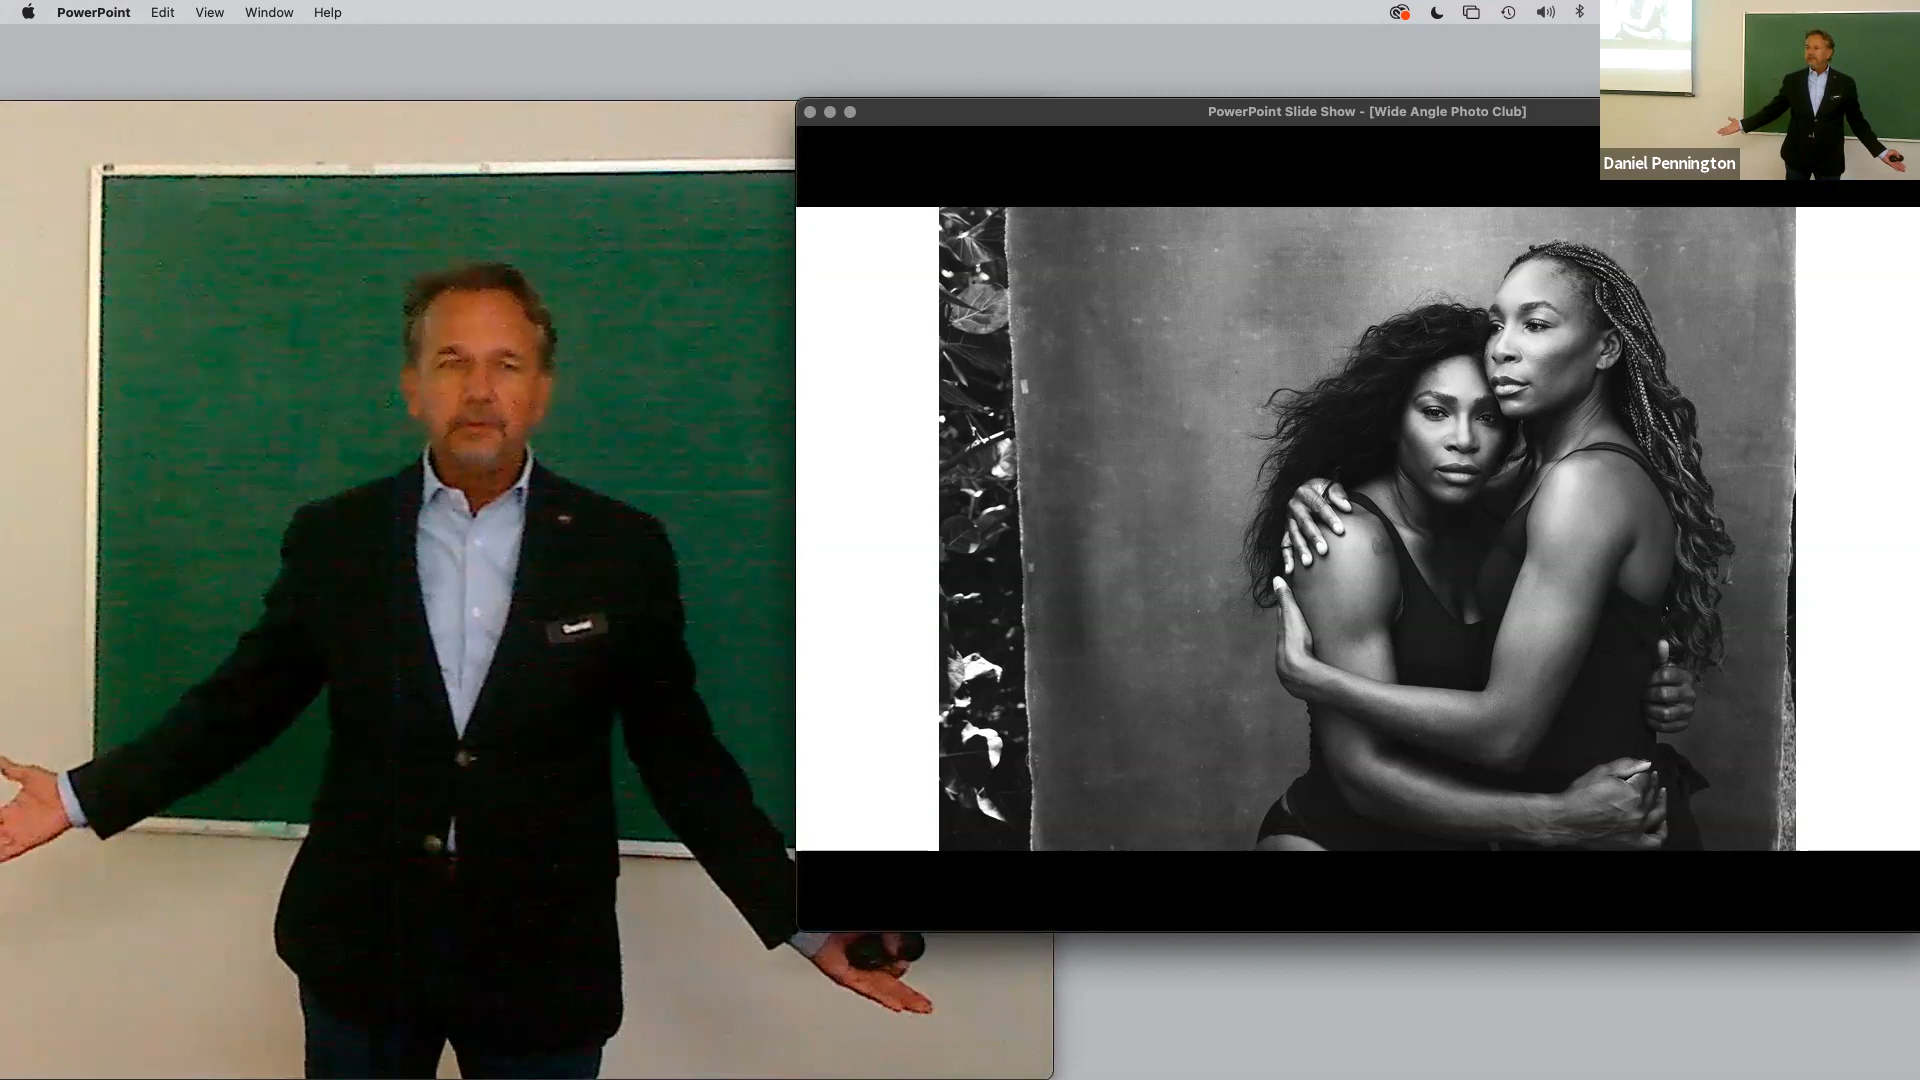 PowerPoint Edit View Window Help
PowerPoint Slide Show - [Wide Angle Photo Club]
Daniel Pennington